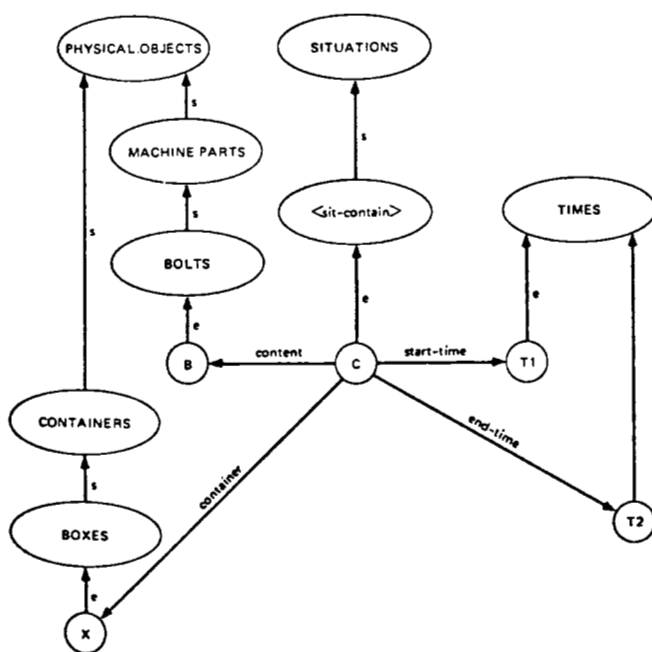 PHYSICAL.OBJECTS
SITUATIONS
s
s
MACHINE PARTS
s
s
<sit-contain>
TIMES
BOLTS
e
e
e
B
content
C
start-time
T1
end-time
container
CONTAINERS
s
T2
BOXES
e
X